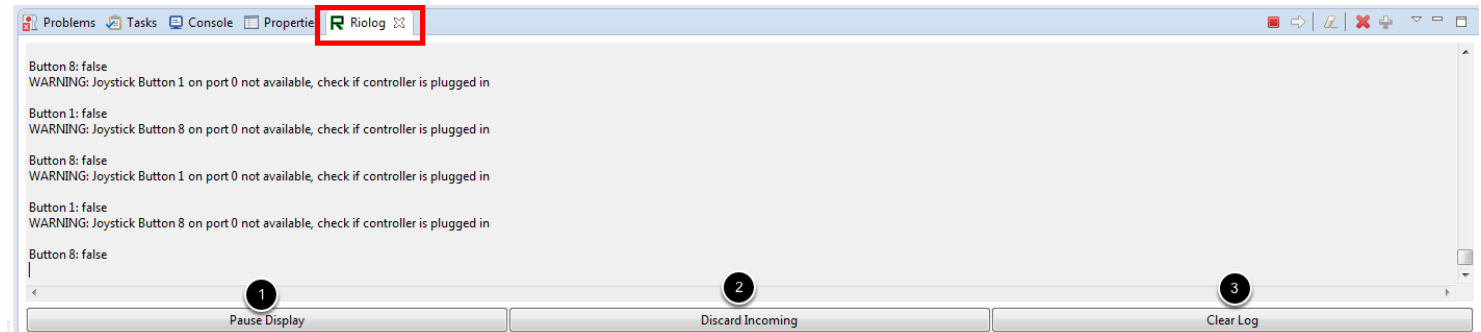 Problems Tasks Console Propertie Riolog
Button 8: false
WARNING: Joystick Button 1 on port 0 not available, check if controller is plugged in
Button 1: false
WARNING: Joystick Button 8 on port 0 not available, check if controller is plugged in
Button 8: false
WARNING: Joystick Button 1 on port 0 not available, check if controller is plugged in
Button 1: false
WARNING: Joystick Button 8 on port 0 not available, check if controller is plugged in
Button 8: false
1 2 3
Pause Display Discard Incoming Clear Log